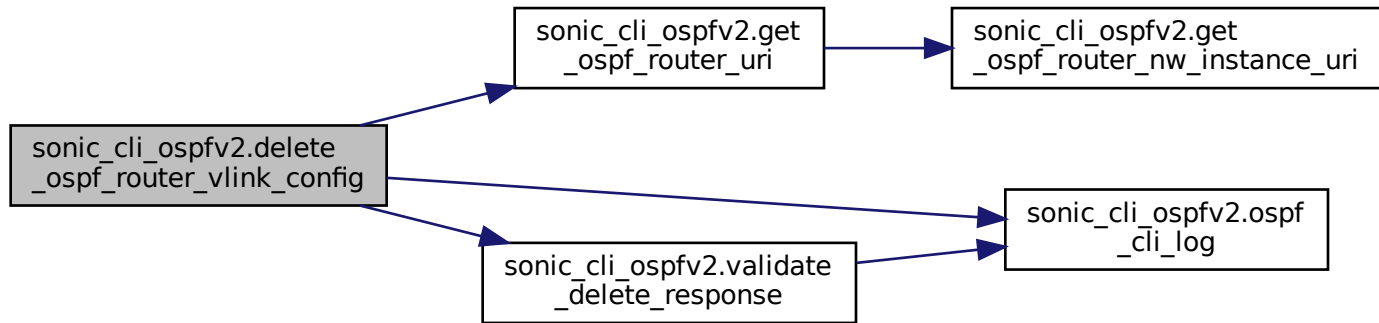 sonic_cli_ospfv2.delete
_ospf_router_vlink_config
sonic_cli_ospfv2.get
_ospf_router_uri
sonic_cli_ospfv2.get
_ospf_router_nw_instance_uri
sonic_cli_ospfv2.ospf
_cli_log
sonic_cli_ospfv2.validate
_delete_response